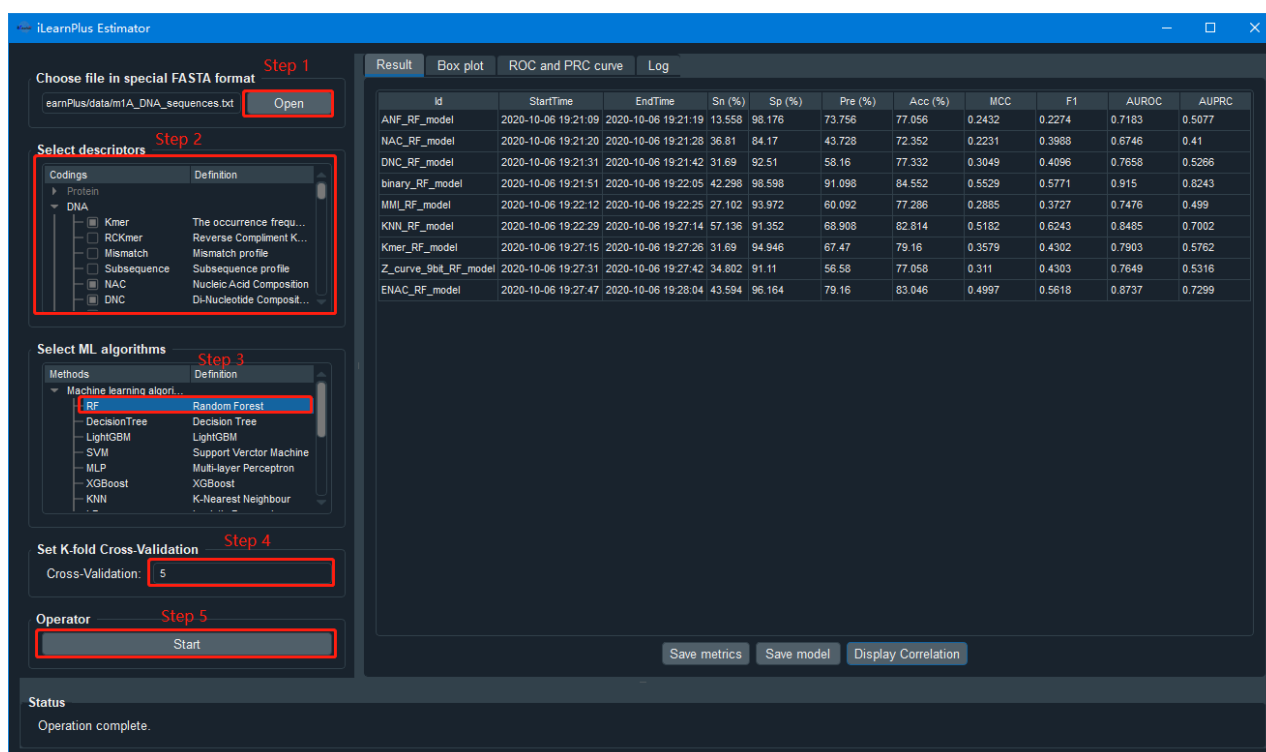 iLearnPlus Estimator
Step 1
Choose file in special FASTA format
earnPlus/data/m1A_DNA_sequences.txt Open
Step 2
Select descriptors
Codings Definition
Protein
DNA
Kmer The occurrence frequ...
RCKmer Reverse Compliment K...
Mismatch Mismatch profile
Subsequence Subsequence profile
NAC Nucleic Acid Composition
DNC Di-Nucleotide Composit...
Select ML algorithms
Step 3
Methods Definition
Machine learning algori...
RF Random Forest
DecisionTree Decision Tree
LightGBM LightGBM
SVM Support Verctor Machine
MLP Multi-layer Perceptron
XGBoost XGBoost
KNN K-Nearest Neighbour
Step 4
Set K-fold Cross-Validation
Cross-Validation: 5
Step 5
Operator
Start
Result Box plot ROC and PRC curve Log
Id StartTime EndTime Sn (%) Sp (%) Pre (%) Acc (%) MCC F1 AUROC AUPRC
ANF_RF_model 2020-10-06 19:21:09 2020-10-06 19:21:19 13.558 98.176 73.756 77.056 0.2432 0.2274 0.7183 0.5077
NAC_RF_model 2020-10-06 19:21:20 2020-10-06 19:21:28 36.81 84.17 43.728 72.352 0.2231 0.3988 0.6746 0.41
DNC_RF_model 2020-10-06 19:21:31 2020-10-06 19:21:42 31.69 92.51 58.16 77.332 0.3049 0.4096 0.7658 0.5266
binary_RF_model 2020-10-06 19:21:51 2020-10-06 19:22:05 42.298 98.598 91.098 84.552 0.5529 0.5771 0.915 0.8243
MMI_RF_model 2020-10-06 19:22:12 2020-10-06 19:22:25 27.102 93.972 60.092 77.286 0.2885 0.3727 0.7476 0.499
KNN_RF_model 2020-10-06 19:22:29 2020-10-06 19:27:14 57.136 91.352 68.908 82.814 0.5182 0.6243 0.8485 0.7002
Kmer_RF_model 2020-10-06 19:27:15 2020-10-06 19:27:26 31.69 94.946 67.47 79.16 0.3579 0.4302 0.7903 0.5762
Z_curve_9bit_RF_model 2020-10-06 19:27:31 2020-10-06 19:27:42 34.802 91.11 56.58 77.058 0.311 0.4303 0.7649 0.5316
ENAC_RF_model 2020-10-06 19:27:47 2020-10-06 19:28:04 43.594 96.164 79.16 83.046 0.4997 0.5618 0.8737 0.7299
Save metrics Save model Display Correlation
Status
Operation complete.